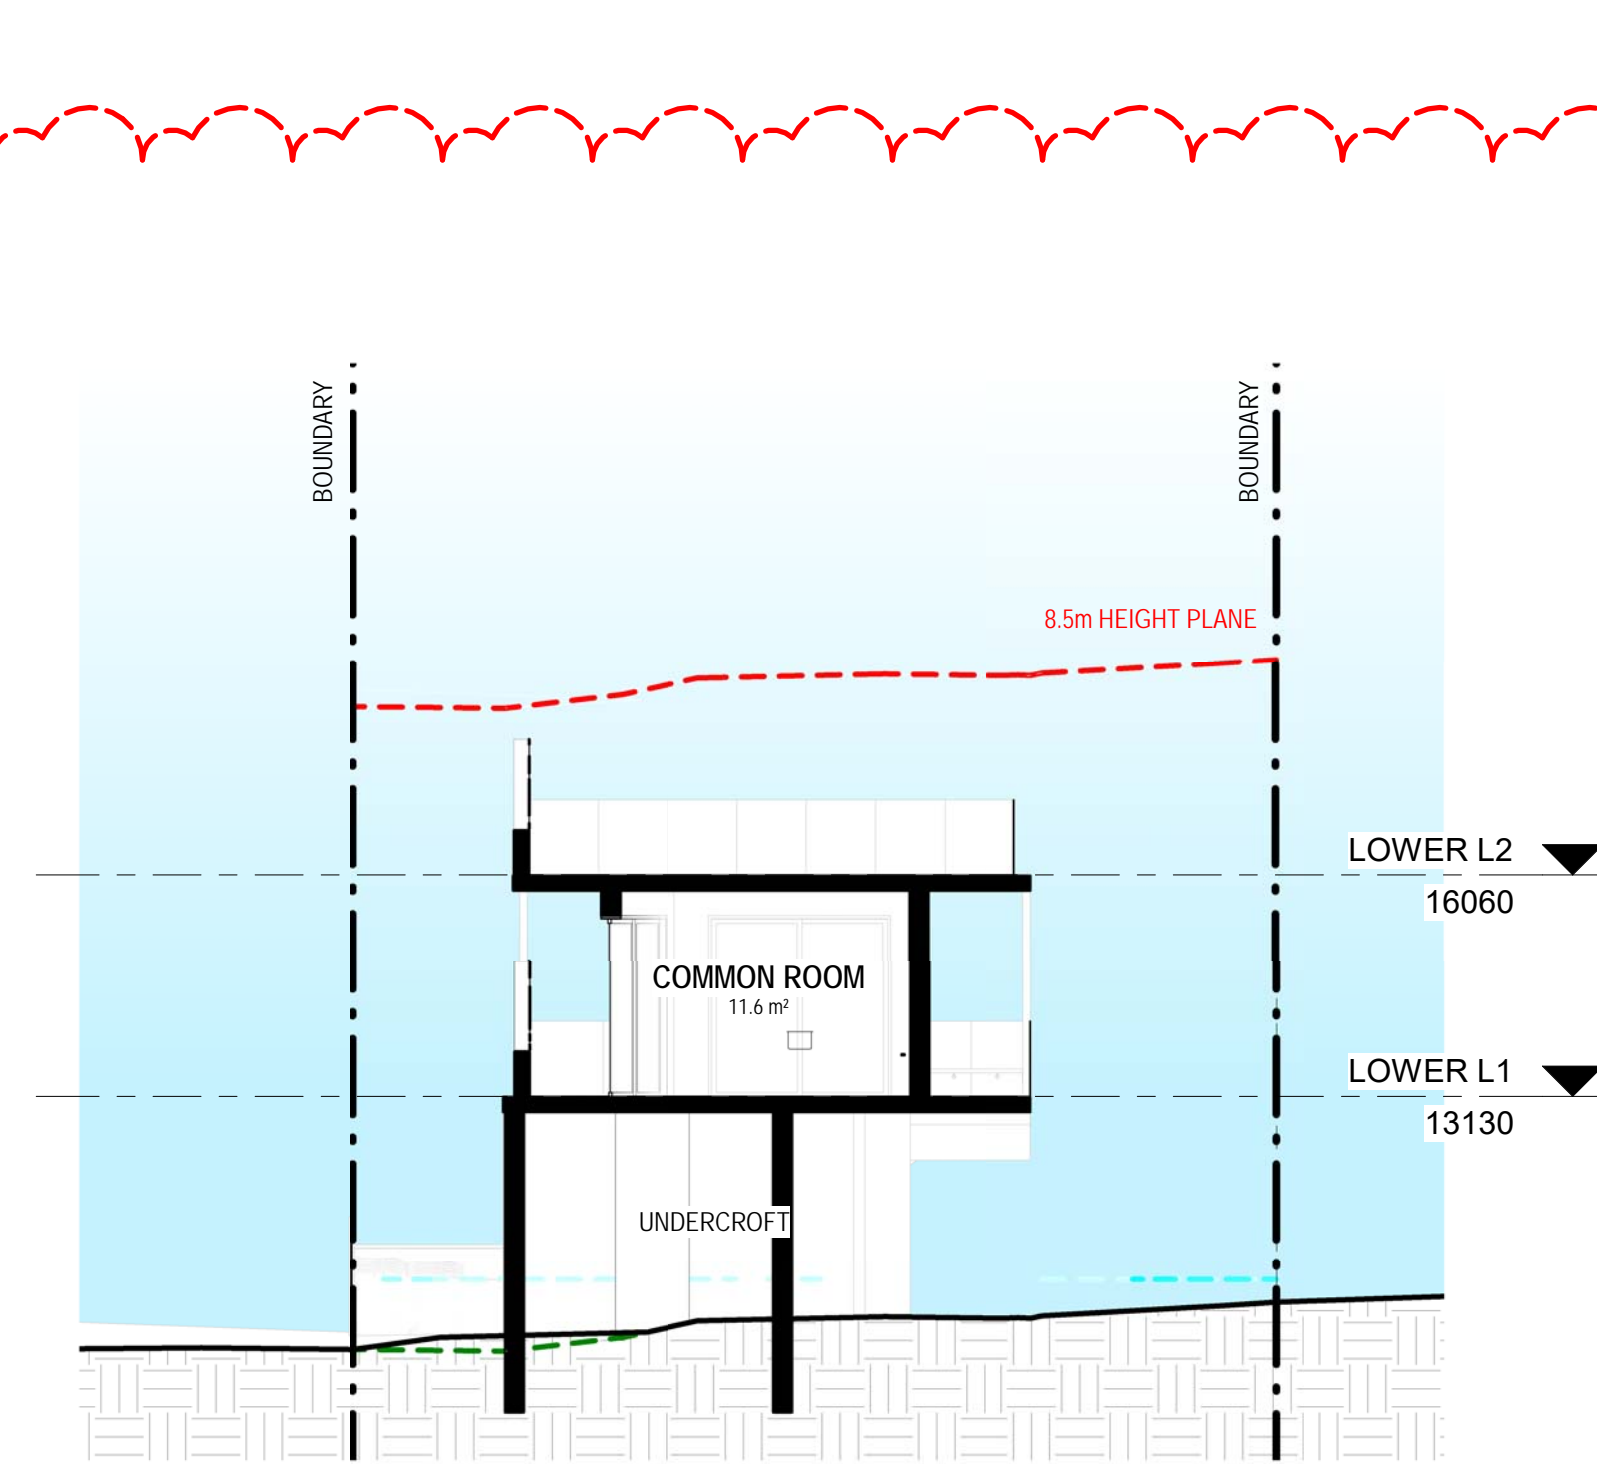 BOUNDARY
BOUNDARY
8.5m HEIGHT PLANE
LOWER L2
16060
COMMON ROOM
11.6 m²
LOWER L1
13130
UNDERCROFT